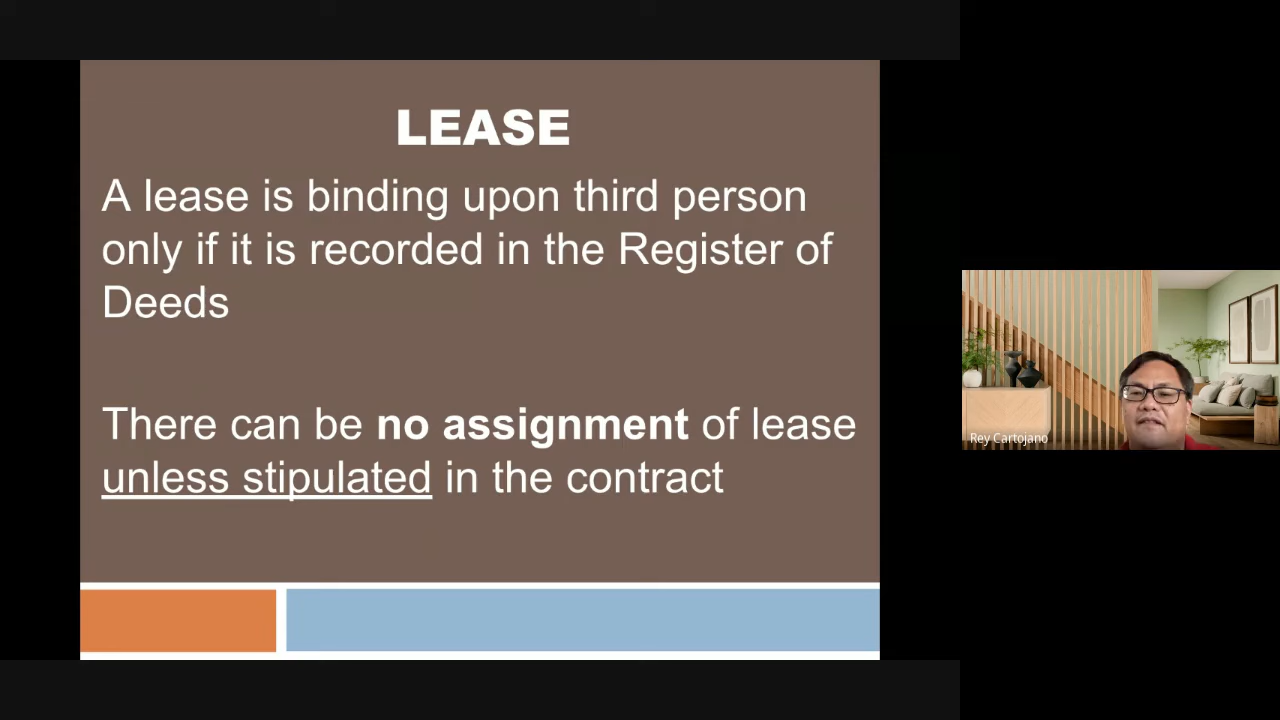 LEASE
A lease is binding upon third person
only if it is recorded in the Register of
Deeds
There can be no assignment of lease
unless stipulated in the contract
Rey Cartojano